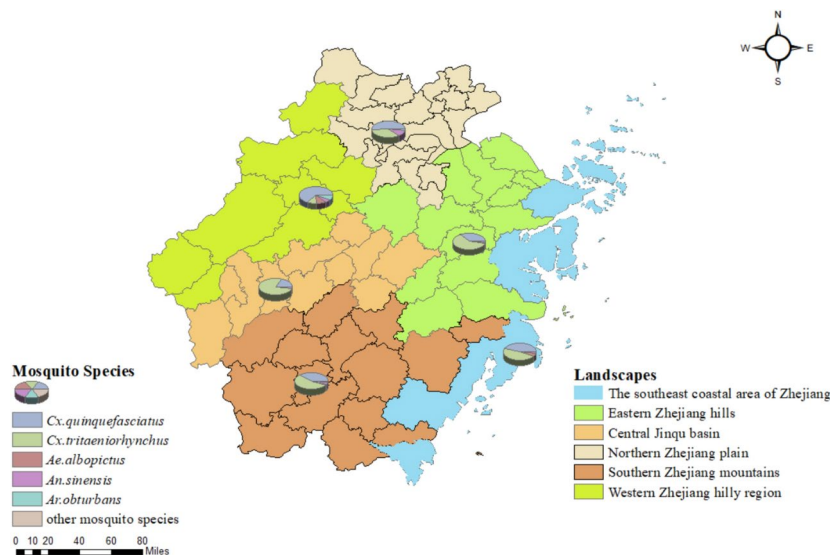 N
W E
S
Mosquito Species
Cx.quinquefasciatus
Cx.tritaeniorhynchus
Ae.albopictus
An.sinensis
Ar.obturbans
other mosquito species
0 10 20 40 60 80
Miles
Landscapes
The southeast coastal area of Zhejiang
Eastern Zhejiang hills
Central Jinqu basin
Northern Zhejiang plain
Southern Zhejiang mountains
Western Zhejiang hilly region